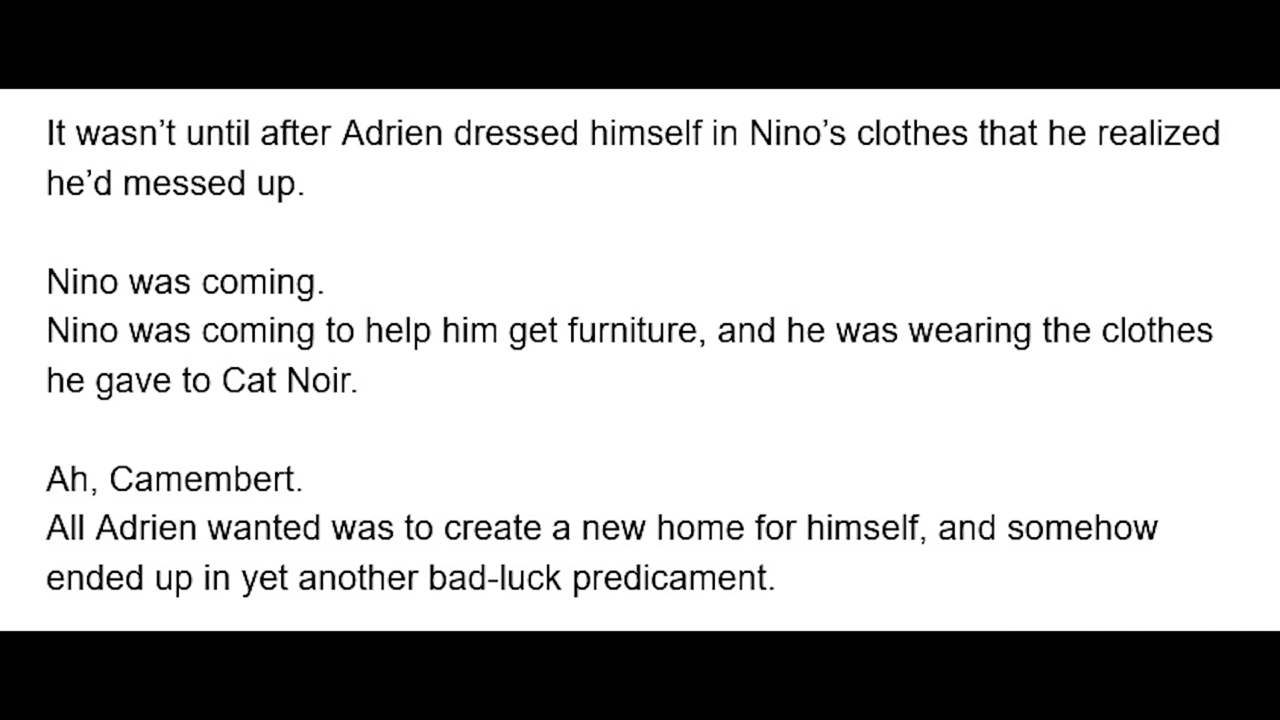 It wasn’t until after Adrien dressed himself in Nino’s clothes that he realized
he’d messed up.
Nino was coming.
Nino was coming to help him get furniture, and he was wearing the clothes
he gave to Cat Noir.
Ah, Camembert.
All Adrien wanted was to create a new home for himself, and somehow
ended up in yet another bad-luck predicament.